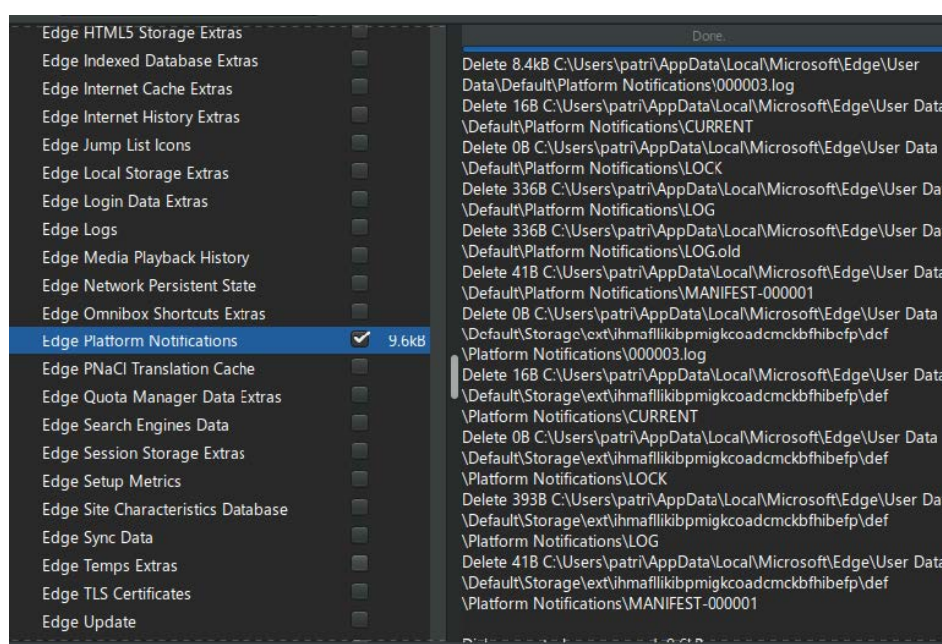 Edge HTML5 Storage Extras
Edge Indexed Database Extras
Edge Internet Cache Extras
Edge Internet History Extras
Edge Jump List Icons
Edge Local Storage Extras
Edge Login Data Extras
Edge Logs
Edge Media Playback History
Edge Network Persistent State
Edge Omnibox Shortcuts Extras
Edge Platform Notifications 9.6kB
Edge PNaCl Translation Cache
Edge Quota Manager Data Extras
Edge Search Engines Data
Edge Session Storage Extras
Edge Setup Metrics
Edge Site Characteristics Database
Edge Sync Data
Edge Temps Extras
Edge TLS Certificates
Edge Update
Done.
Delete 8.4kB C:\Users\patri\AppData\Local\Microsoft\Edge\User
Data\Default\Platform Notifications\000003.log
Delete 16B C:\Users\patri\AppData\Local\Microsoft\Edge\User Data
\Default\Platform Notifications\CURRENT
Delete 0B C:\Users\patri\AppData\Local\Microsoft\Edge\User Data
\Default\Platform Notifications\LOCK
Delete 336B C:\Users\patri\AppData\Local\Microsoft\Edge\User Da
\Default\Platform Notifications\LOG
Delete 336B C:\Users\patri\AppData\Local\Microsoft\Edge\User Da
\Default\Platform Notifications\LOG.old
Delete 41B C:\Users\patri\AppData\Local\Microsoft\Edge\User Data
\Default\Platform Notifications\MANIFEST-000001
Delete 0B C:\Users\patri\AppData\Local\Microsoft\Edge\User Data
\Default\Storage\ext\ihmafllikibpmigkcoadcmckbfhibefp\def
\Platform Notifications\000003.log
Delete 16B C:\Users\patri\AppData\Local\Microsoft\Edge\User Data
\Default\Storage\ext\ihmafllikibpmigkcoadcmckbfhibefp\def
\Platform Notifications\CURRENT
Delete 0B C:\Users\patri\AppData\Local\Microsoft\Edge\User Data
\Default\Storage\ext\ihmafllikibpmigkcoadcmckbfhibefp\def
\Platform Notifications\LOCK
Delete 393B C:\Users\patri\AppData\Local\Microsoft\Edge\User Da
\Default\Storage\ext\ihmafllikibpmigkcoadcmckbfhibefp\def
\Platform Notifications\LOG
Delete 41B C:\Users\patri\AppData\Local\Microsoft\Edge\User Data
\Default\Storage\ext\ihmafllikibpmigkcoadcmckbfhibefp\def
\Platform Notifications\MANIFEST-000001